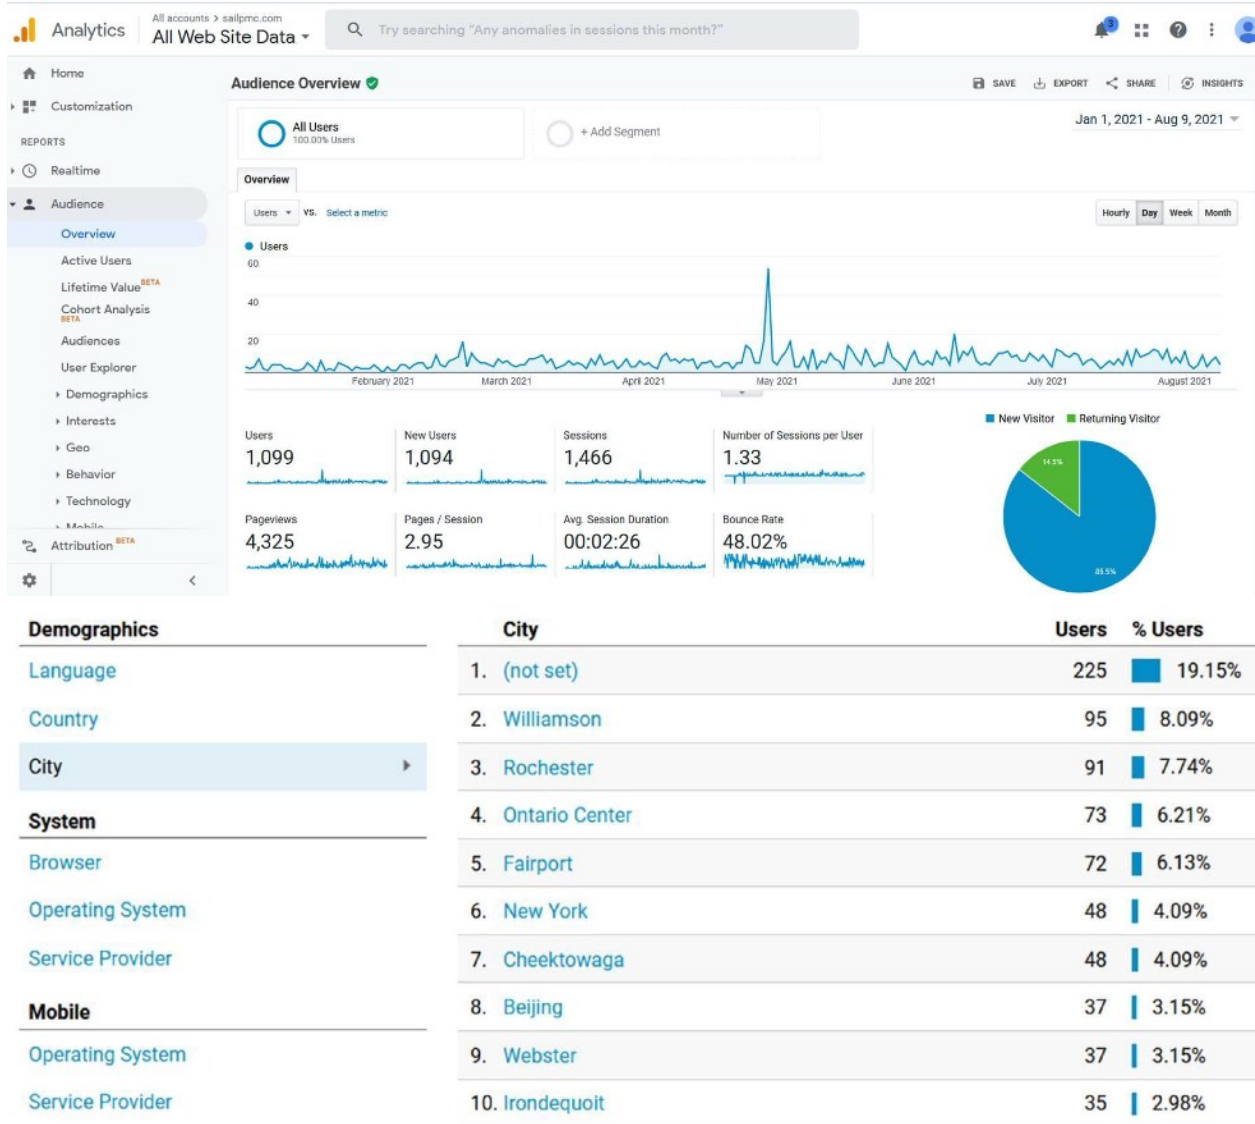 Analytics
All accounts > sailpmc.com
All Web Site Data
Try searching "Any anomalies in sessions this month?"
3
Home
Customization
REPORTS
Realtime
Audience
Overview
Active Users
Lifetime Value BETA
Cohort Analysis
BETA
Audiences
User Explorer
Demographics
Interests
Geo
Behavior
Technology
Mobile
Attribution BETA
Audience Overview
SAVE EXPORT SHARE INSIGHTS
All Users
100.00% Users
+ Add Segment
Jan 1, 2021 - Aug 9, 2021
Overview
Users VS. Select a metric
Hourly Day Week Month
Users
60
40
20
February 2021 March 2021 April 2021 May 2021 June 2021 July 2021 August 2021
New Visitor Returning Visitor
Users
1,099
New Users
1,094
Sessions
1,466
Number of Sessions per User
1.33
Pageviews
4,325
Pages / Session
2.95
Avg. Session Duration
00:02:26
Bounce Rate
48.02%
14.5%
85.5%
Demographics
Language
Country
City
System
Browser
Operating System
Service Provider
Mobile
Operating System
Service Provider
City Users % Users
1. (not set) 225 19.15%
2. Williamson 95 8.09%
3. Rochester 91 7.74%
4. Ontario Center 73 6.21%
5. Fairport 72 6.13%
6. New York 48 4.09%
7. Cheektowaga 48 4.09%
8. Beijing 37 3.15%
9. Webster 37 3.15%
10. Irondequoit 35 2.98%